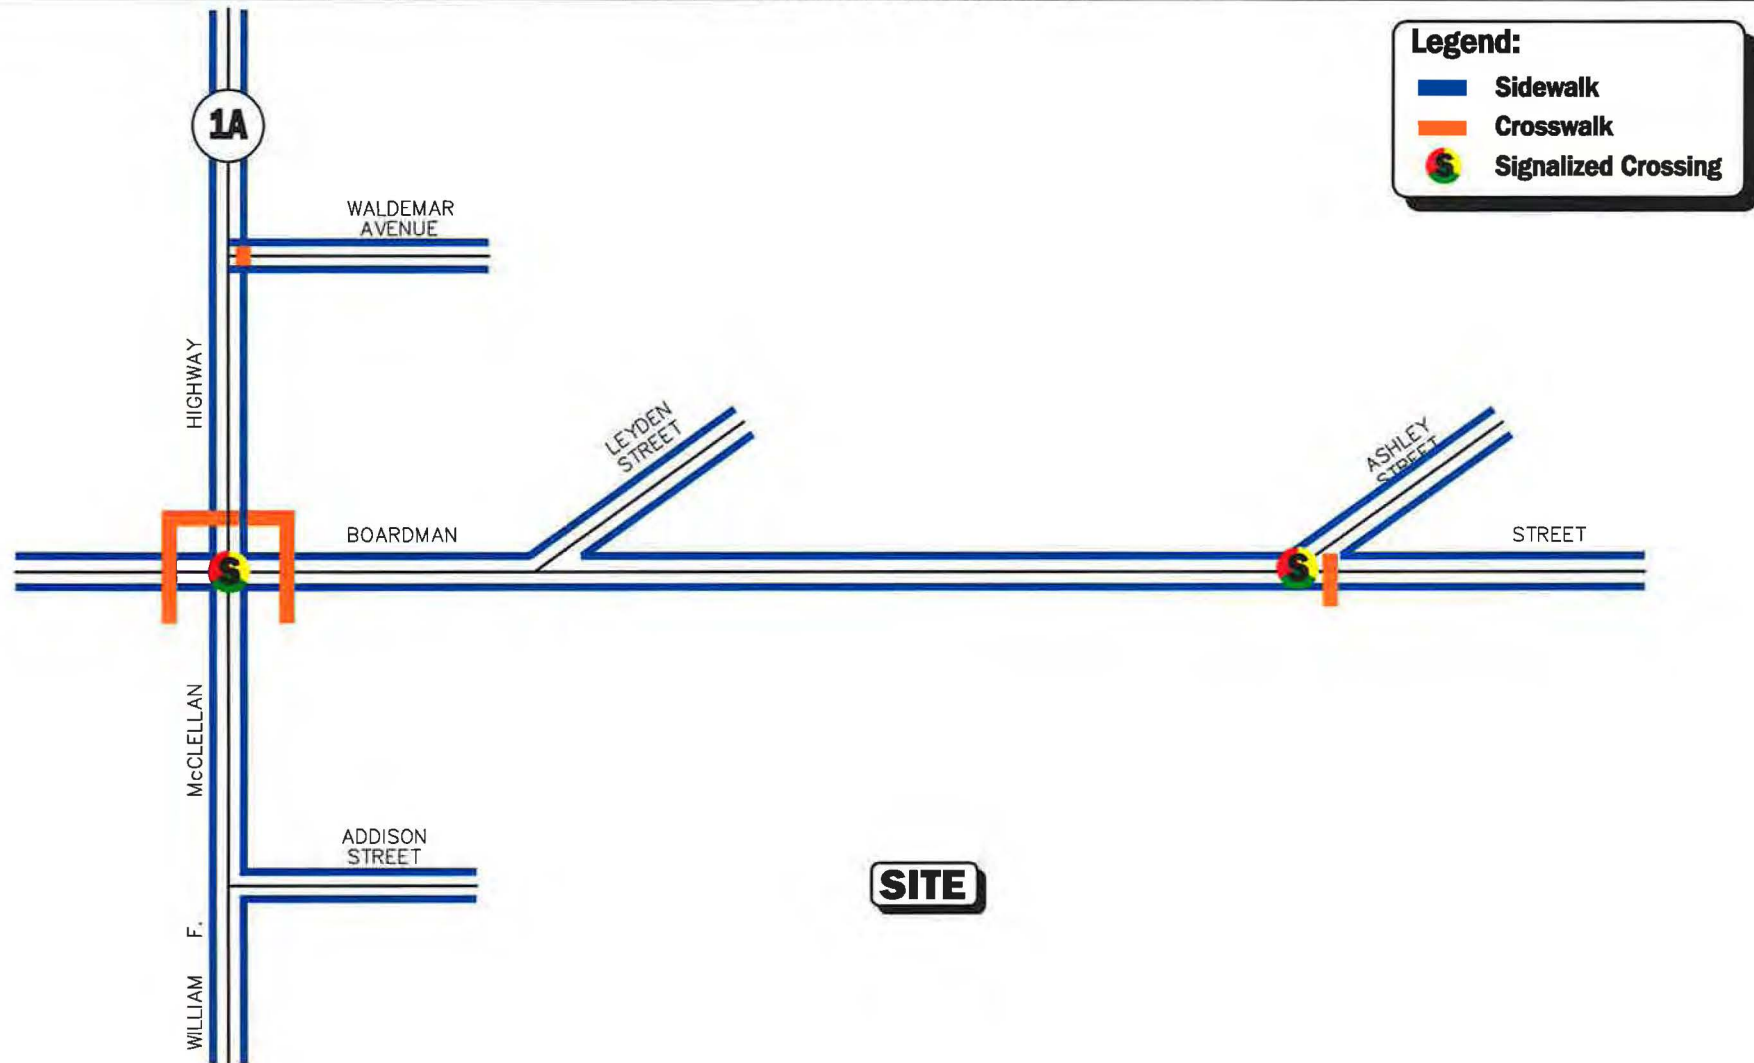 Legend:
Sidewalk
Crosswalk
S Signalized Crossing
1A
WALDEMAR
AVENUE
HIGHWAY
LEYDEN
STREET
ASHLEY
STREET
BOARDMAN
STREET
S
S
McCLELLAN
ADDISON
STREET
SITE
F.
WILLIAM